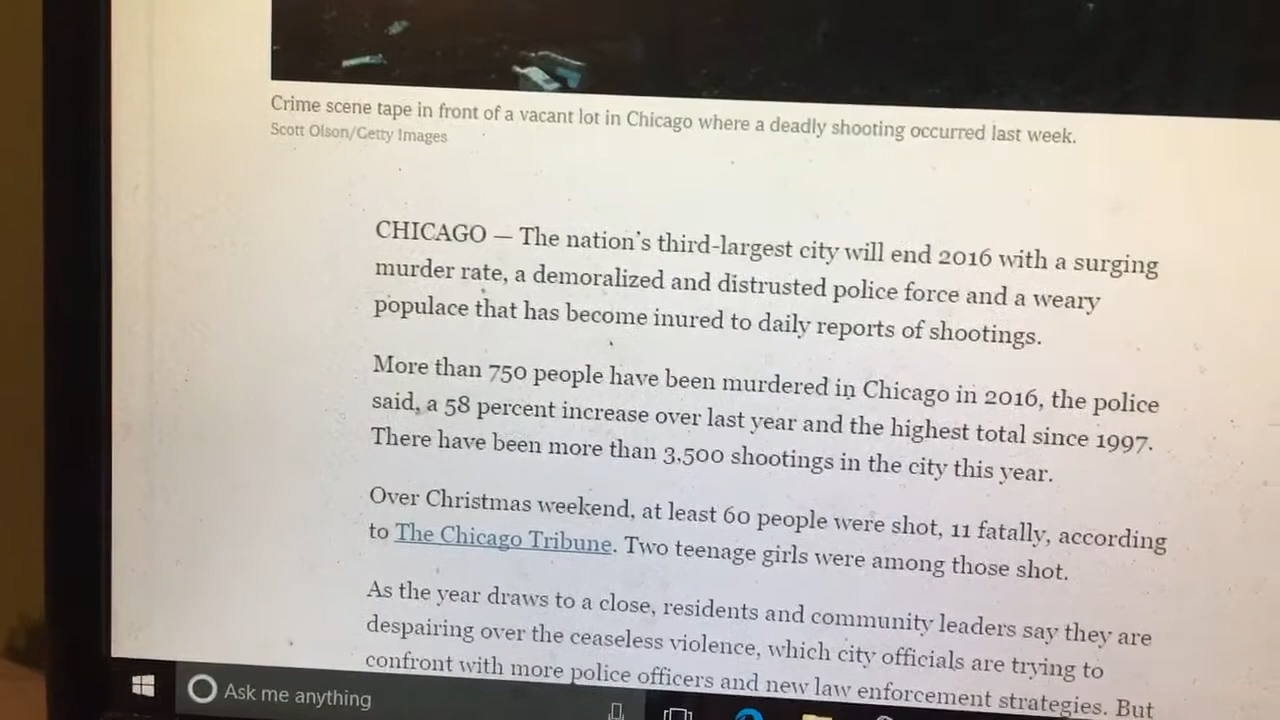 Crime scene tape in front of a vacant lot in Chicago where a deadly shooting occurred last week.
Scott Olson/Getty Images
CHICAGO — The nation's third-largest city will end 2016 with a surging
murder rate, a demoralized and distrusted police force and a weary
populace that has become inured to daily reports of shootings.
More than 750 people have been murdered in Chicago in 2016, the police
said, a 58 percent increase over last year and the highest total since 1997.
There have been more than 3,500 shootings in the city this year.
Over Christmas weekend, at least 60 people were shot, 11 fatally, according
to The Chicago Tribune. Two teenage girls were among those shot.
As the year draws to a close, residents and community leaders say they are
despairing over the ceaseless violence, which city officials are trying to
confront with more police officers and new law enforcement strategies. But
Ask me anything